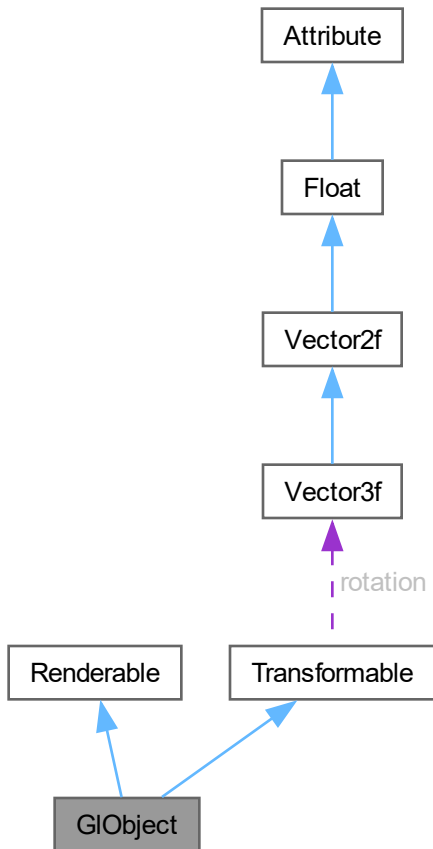 Attribute
Float
Vector2f
Vector3f
rotation
Renderable
Transformable
GlObject